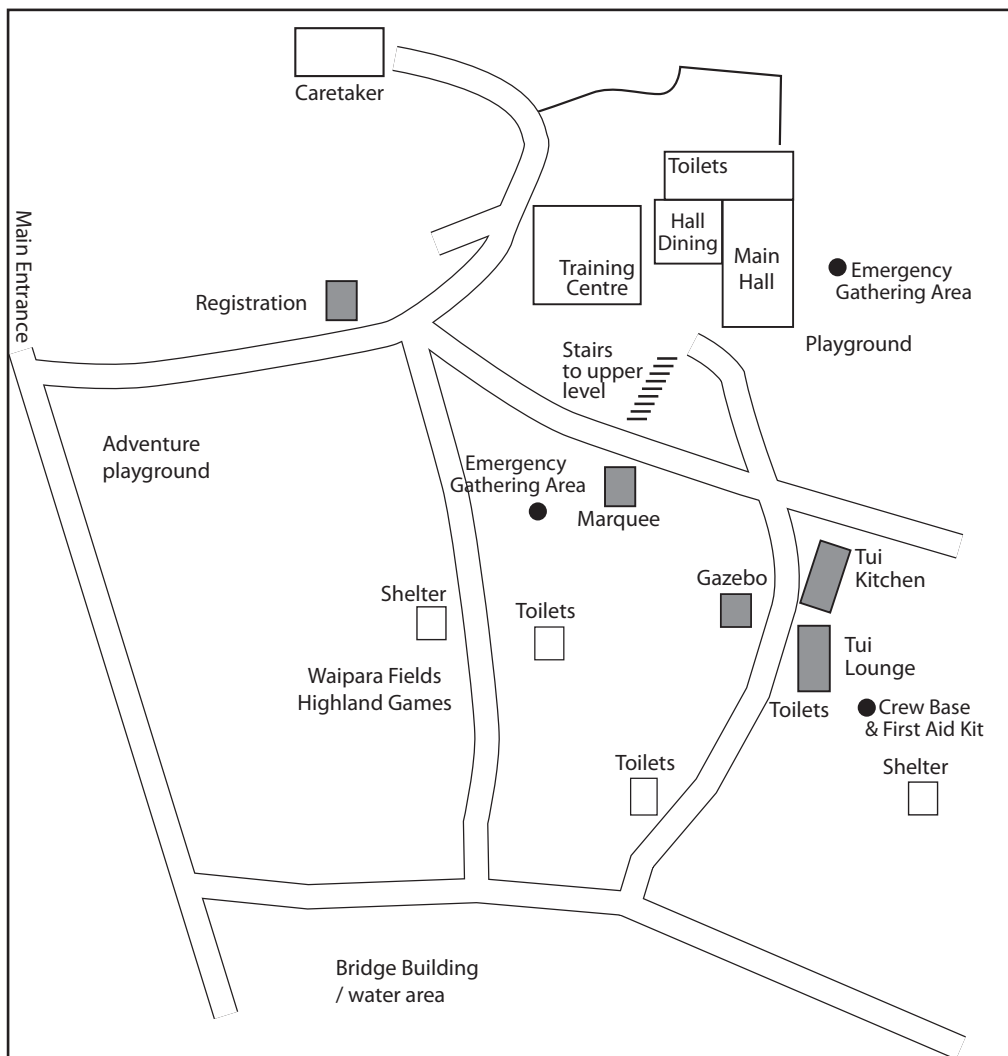 Caretaker
Toilets
Hall
Dining
Main
Hall
Training
Centre
Emergency
Gathering Area
Main Entrance
Registration
Playground
Stairs
to upper
level
Adventure
playground
Emergency
Gathering Area
Marquee
Tui
Kitchen
Gazebo
Shelter
Toilets
Tui
Lounge
Waipara Fields
Highland Games
Toilets
Crew Base
& First Aid Kit
Toilets
Shelter
Bridge Building
/ water area